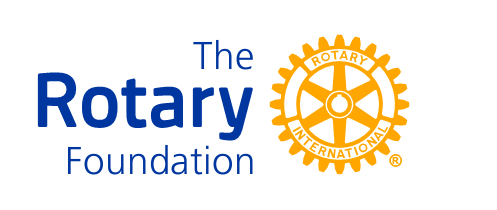 The
Rotary
Foundation
ROTARY
INTERNATIONAL
®